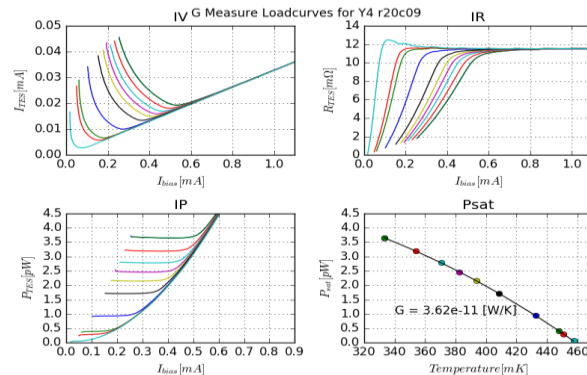 G Measure Loadcurves for Y4 r20c09
IV
I_TES[mA]
0.05
0.04
0.03
0.02
0.01
0.00
0.0 0.2 0.4 0.6 0.8 1.0
I_bias[mA]
IR
R_TES[mΩ]
14
12
10
8
6
4
2
0
0.0 0.2 0.4 0.6 0.8 1.0
I_bias[mA]
IP
P_TES[pW]
4.5
4.0
3.5
3.0
2.5
2.0
1.5
1.0
0.5
0.0
0.0 0.1 0.2 0.3 0.4 0.5 0.6 0.7 0.8 0.9
I_bias[mA]
Psat
P_sat[pW]
4.5
4.0
3.5
3.0
2.5
2.0
1.5
1.0
0.5
0.0
G = 3.62e-11 [W/K]
320 340 360 380 400 420 440 460
Temperature[mK]